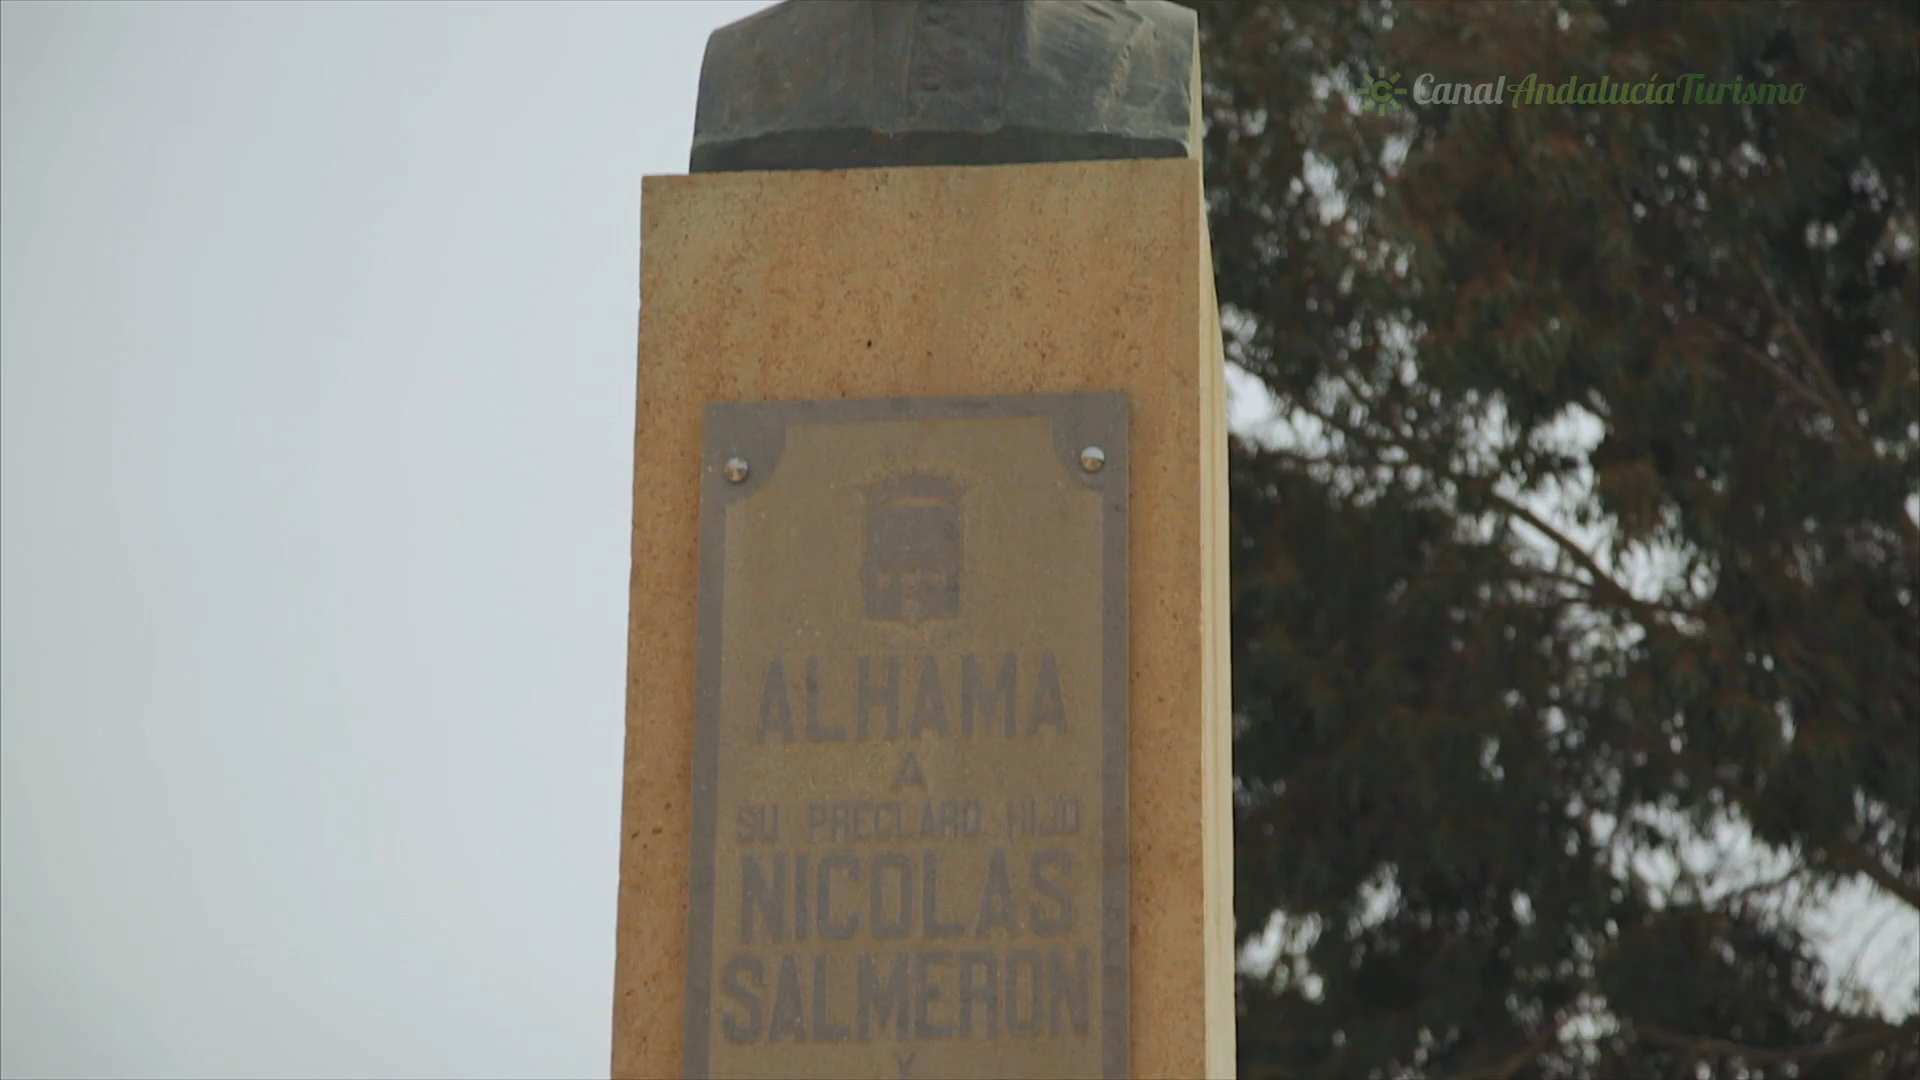 Canal Andalucía Turismo
ALHAMA
A
SU PRECLARO HIJO
NICOLAS
SALMERON
Y